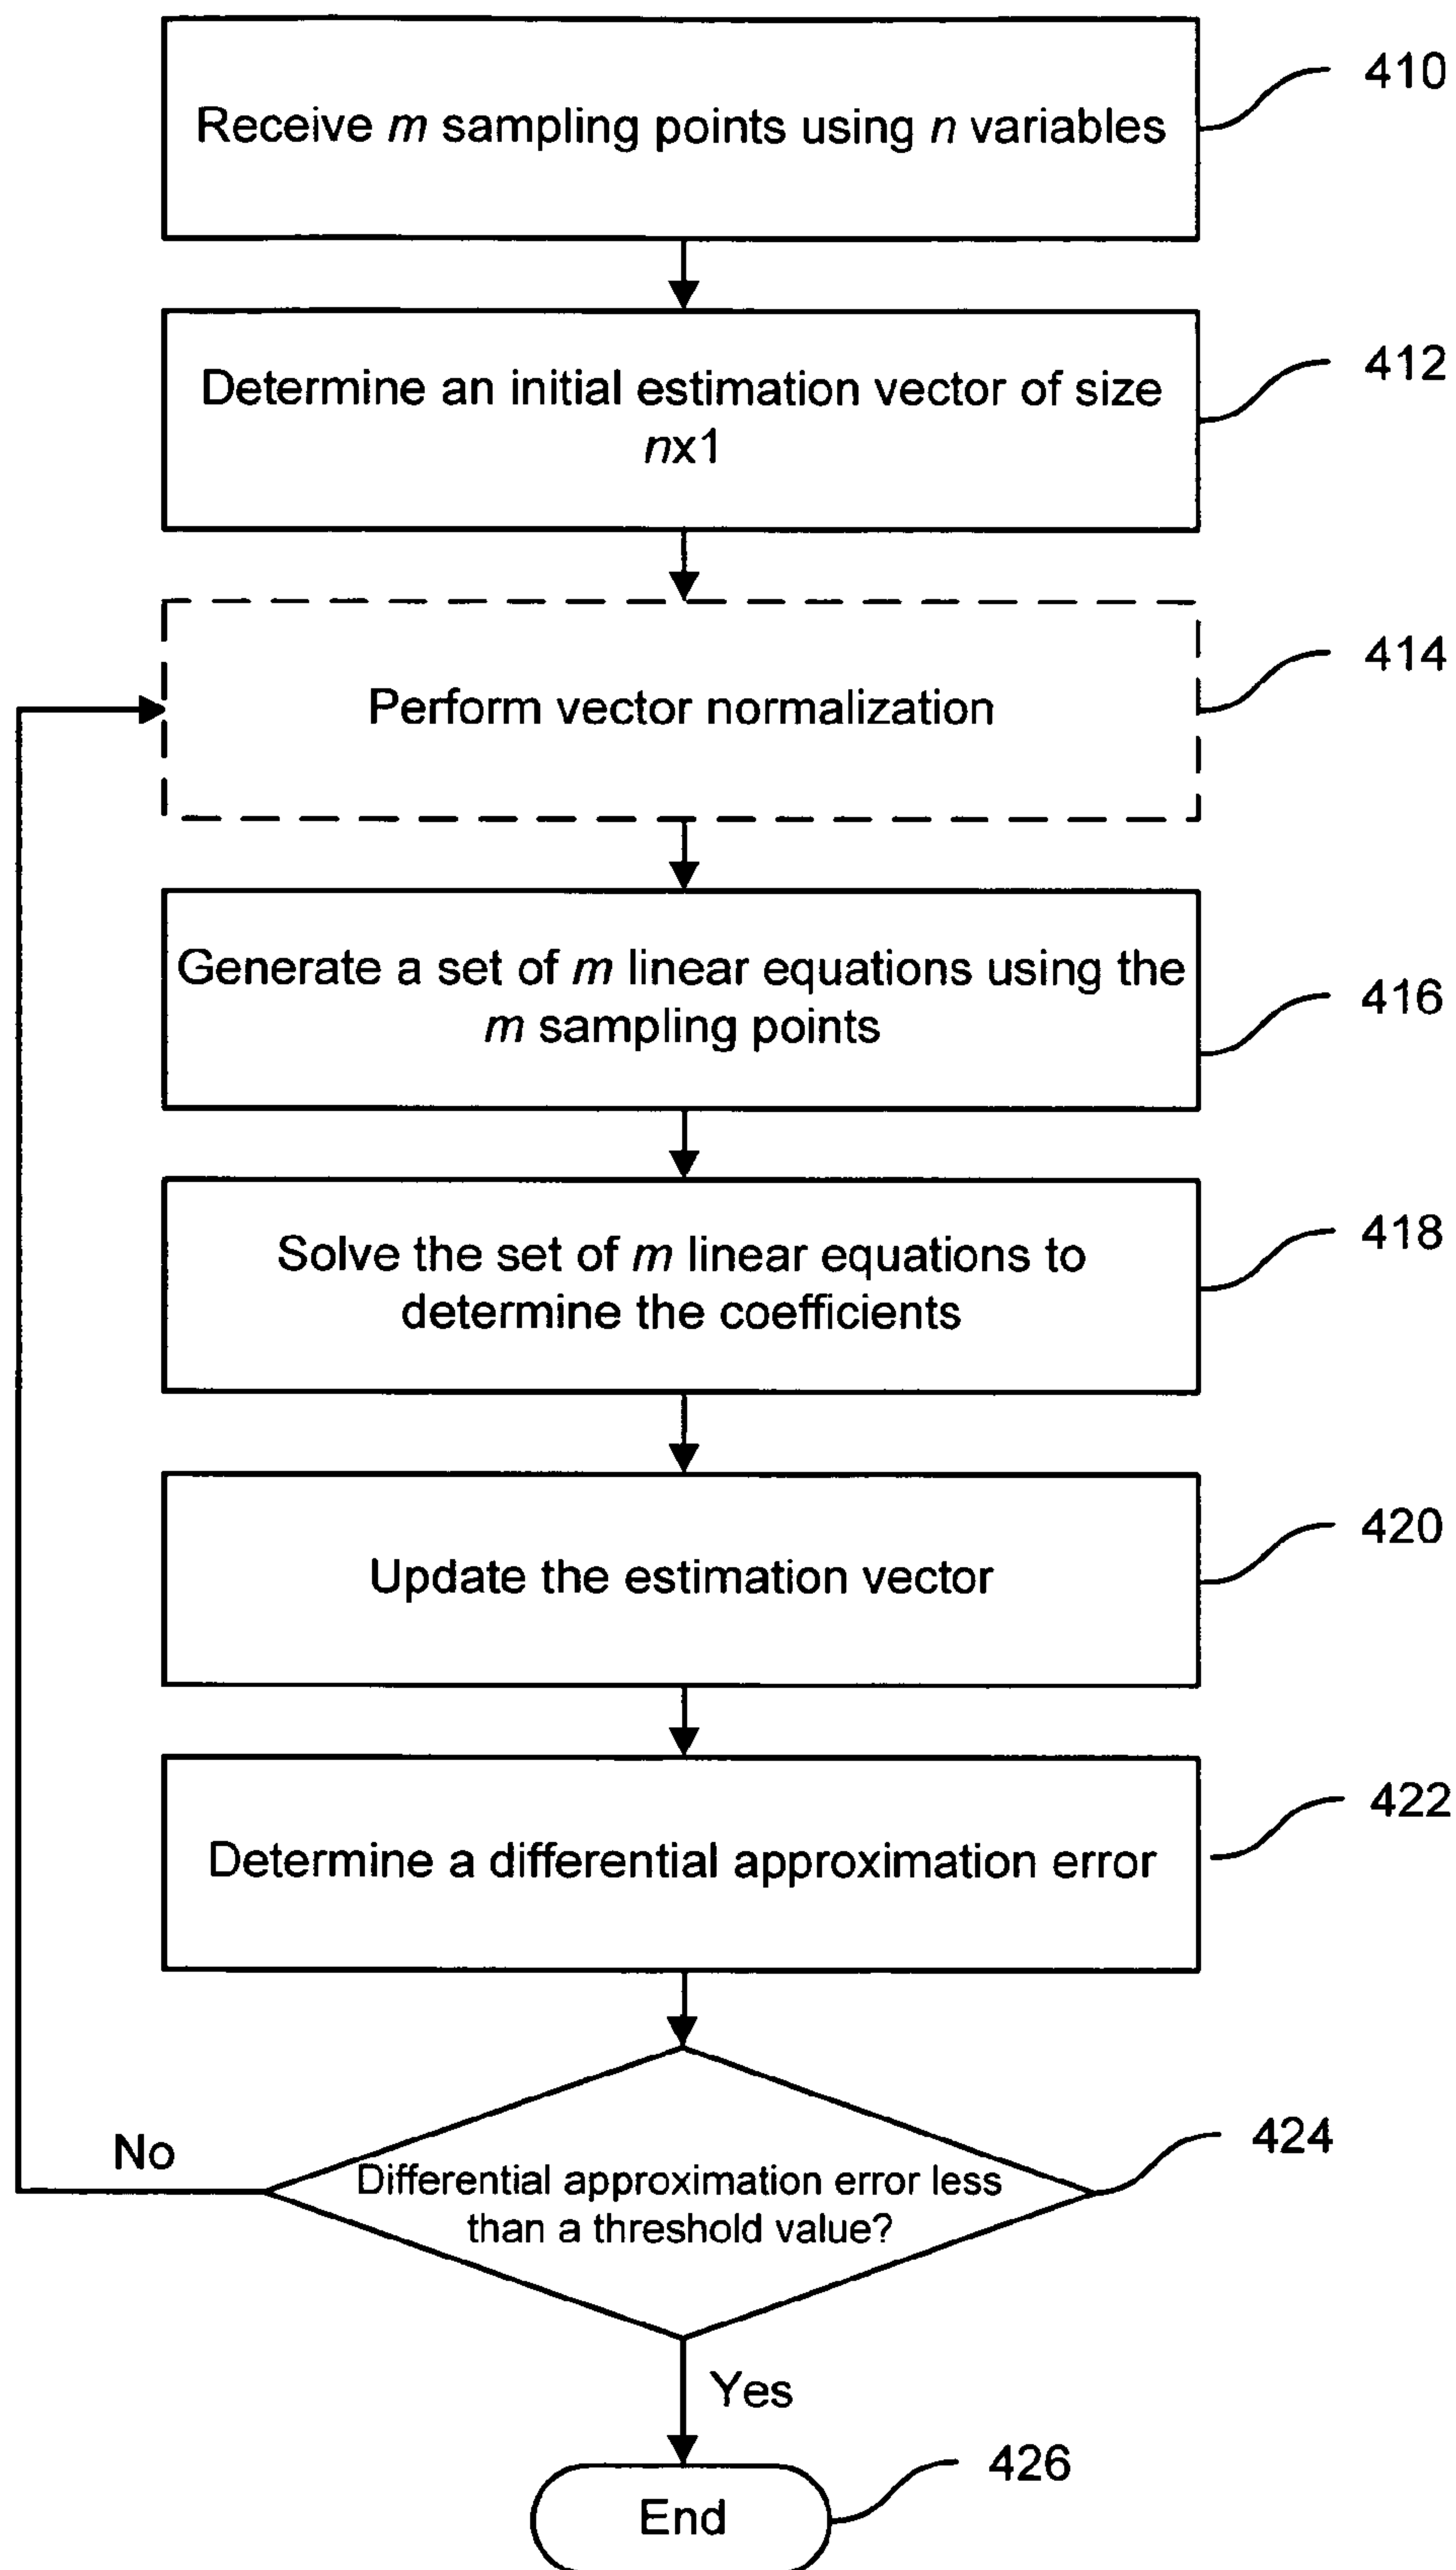 Receive m sampling points using n variables
410
Determine an initial estimation vector of size
nx1
412
Perform vector normalization
414
Generate a set of m linear equations using the
m sampling points
416
Solve the set of m linear equations to
determine the coefficients
418
Update the estimation vector
420
Determine a differential approximation error
422
Differential approximation error less
than a threshold value?
424
No
Yes
End
426